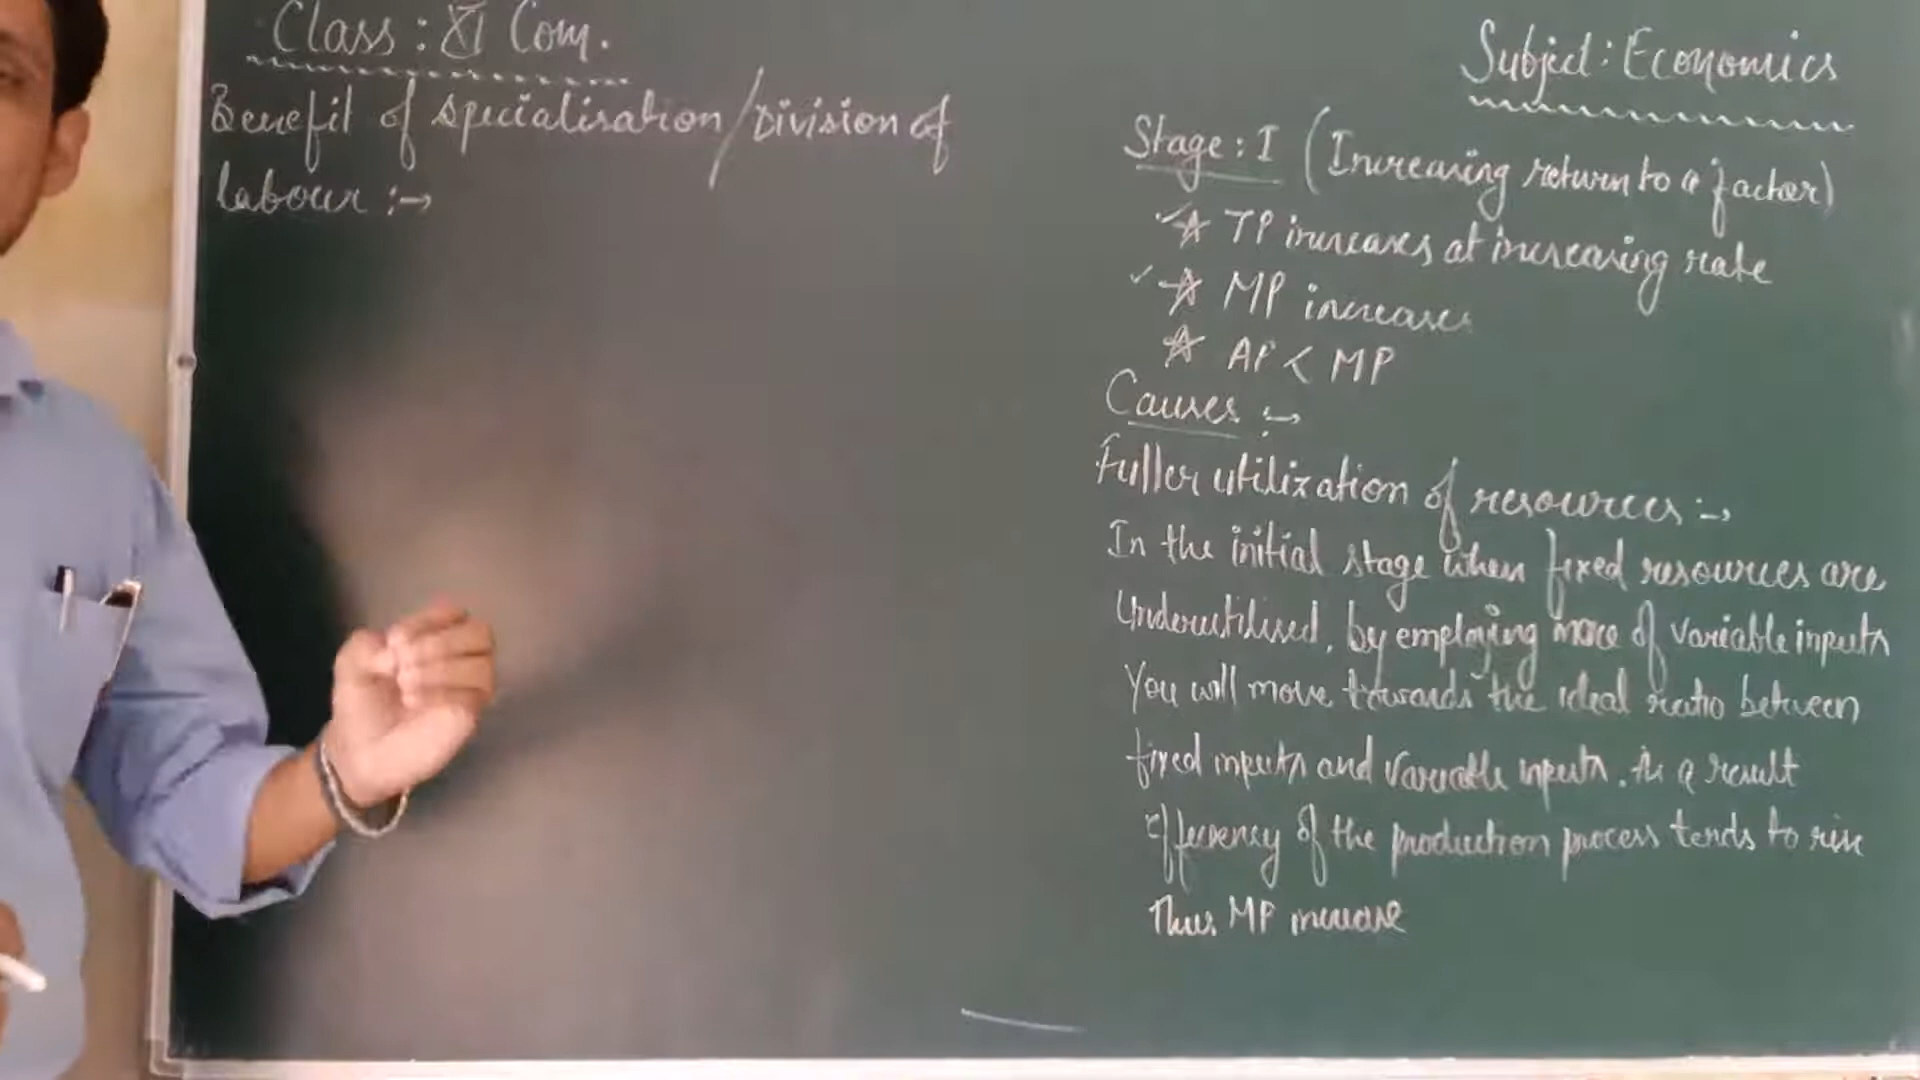 Class : XI Com.
Benefit of specialisation/Division of
labour :→
Subject : Economics
Stage : I (Increasing return to a factor)
☆ TP increases at increasing rate
☆ MP increases
☆ AP < MP
Causes :→
Fuller utilization of resources :→
In the initial stage when fixed resources are
Underutilised, by employing more of variable inputs
You will move towards the ideal ratio between
fixed inputs and variable inputs. As a result
Efficiency of the production process tends to rise
Thus MP increase